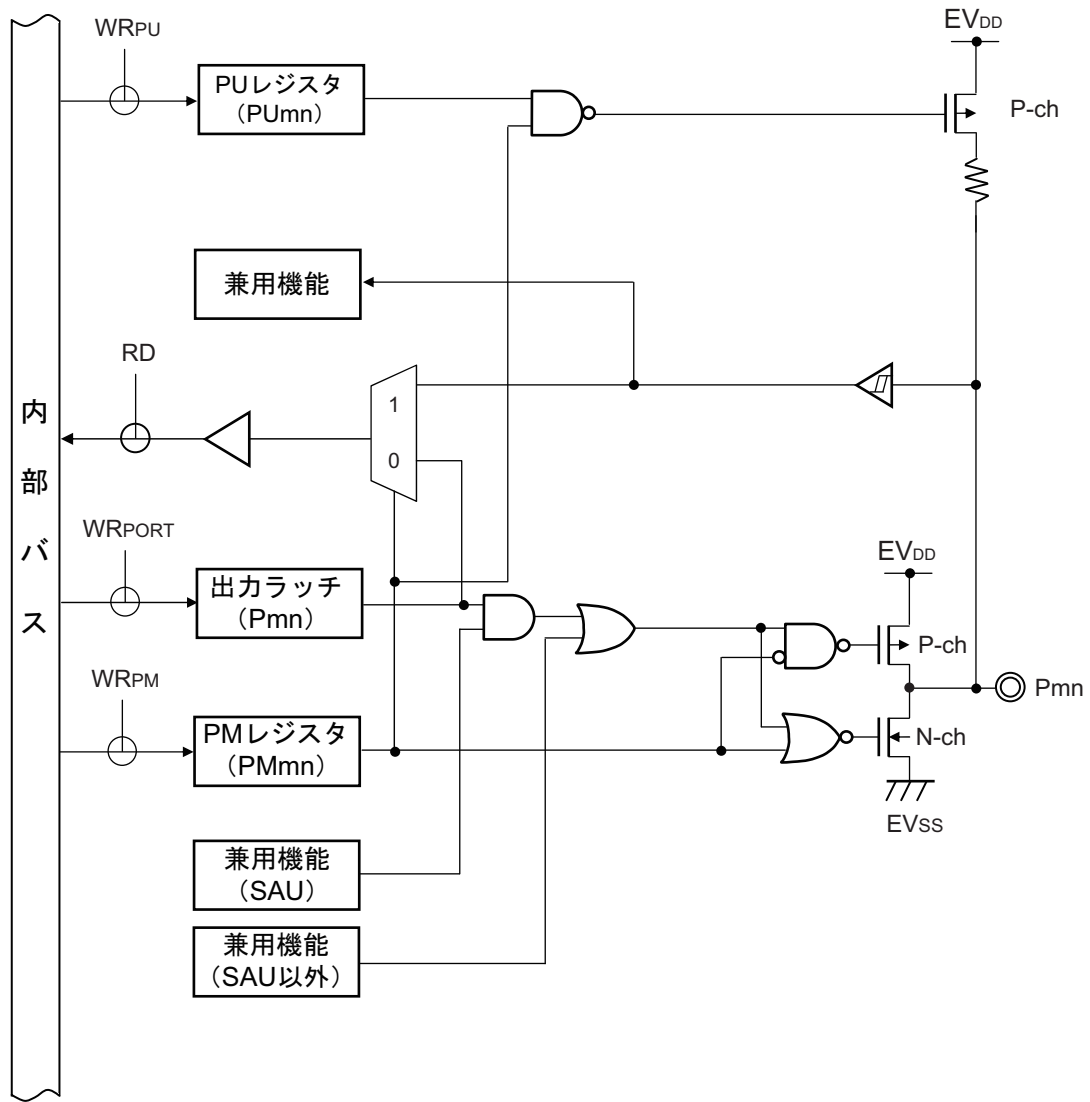 WRPU
EVDD
PUレジスタ
(PUmn)
P-ch
兼用機能
RD
1
0
内部バス
WRPORT
EVDD
出力ラッチ
(Pmn)
P-ch
Pmn
WRPM
PMレジスタ
(PMmn)
N-ch
EVSS
兼用機能
(SAU)
兼用機能
(SAU以外)